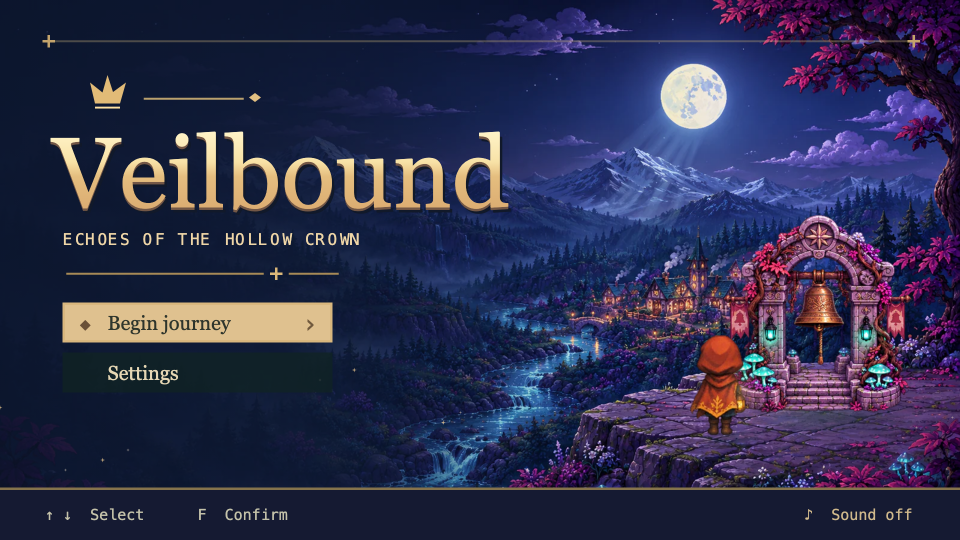 Veilbound
ECHOES OF THE HOLLOW CROWN
Begin journey
Settings
↑ ↓ Select F Confirm ♪ Sound off